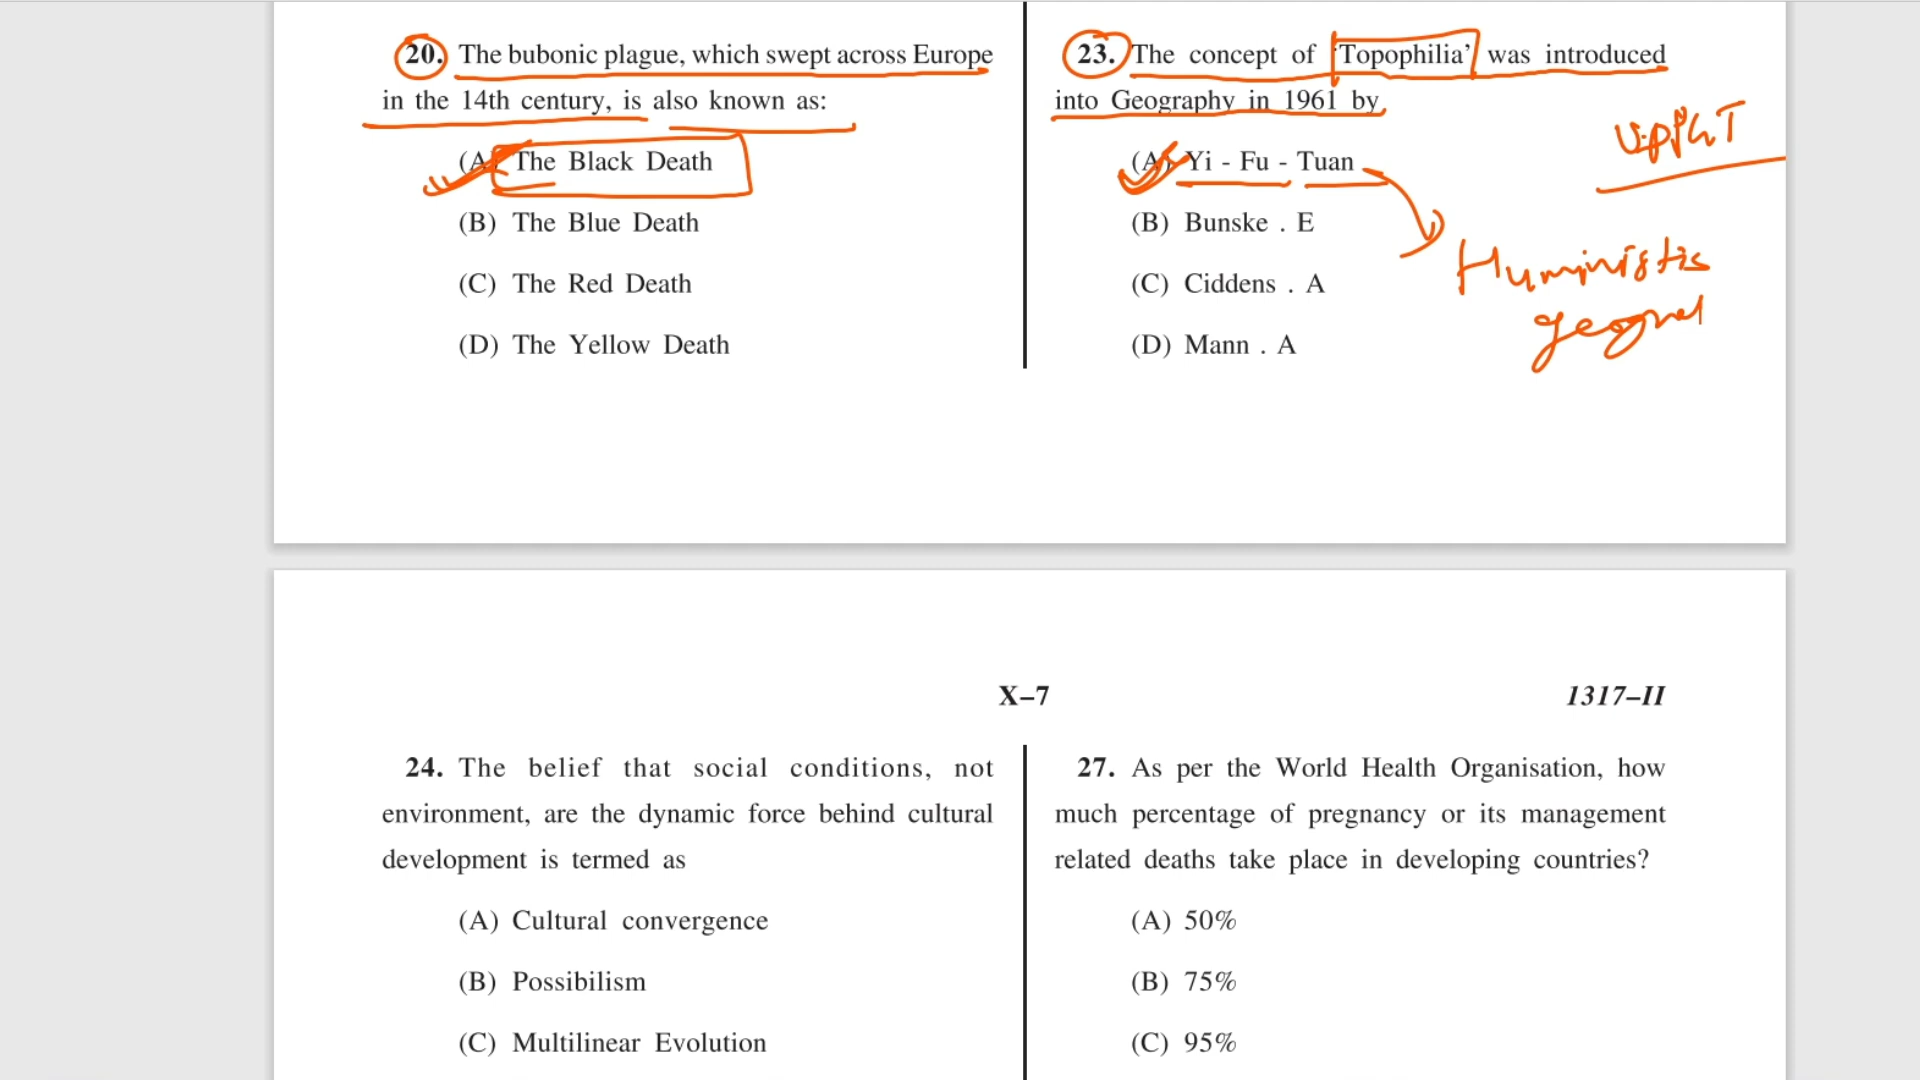 20. The bubonic plague, which swept across Europe
in the 14th century, is also known as:
(A) The Black Death
(B) The Blue Death
(C) The Red Death
(D) The Yellow Death
23. The concept of 'Topophilia' was introduced
into Geography in 1961 by
(A) Yi - Fu - Tuan
(B) Bunske . E
(C) Ciddens . A
(D) Mann . A
X–7
1317–II
24. The belief that social conditions, not
environment, are the dynamic force behind cultural
development is termed as
(A) Cultural convergence
(B) Possibilism
(C) Multilinear Evolution
27. As per the World Health Organisation, how
much percentage of pregnancy or its management
related deaths take place in developing countries?
(A) 50%
(B) 75%
(C) 95%